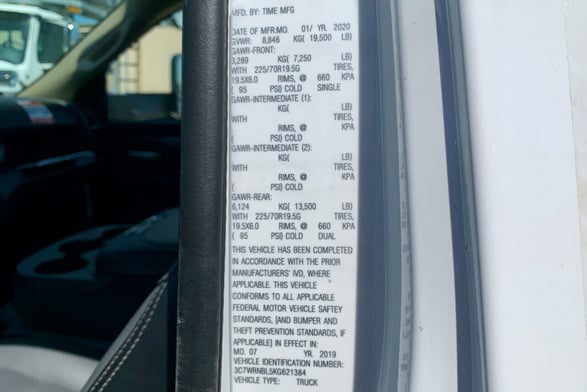 MFD. BY: TIME MFG
DATE OF MFR:MO. 01/ YR. 2020
GVWR: 8,846 KG( 19,500 LB)
GAWR-FRONT:
3,289 KG( 7,250 LB)
WITH 225/70R19.5G TIRES,
19.5X6.0 RIMS, @ 660 KPA
( 95 PSI) COLD SINGLE
GAWR-INTERMEDIATE (1):
KG( LB)
WITH TIRES,
RIMS, @ KPA
( PSI) COLD
GAWR-INTERMEDIATE (2):
KG( LB)
WITH TIRES,
RIMS, @ KPA
( PSI) COLD
GAWR-REAR:
6,124 KG( 13,500 LB)
WITH 225/70R19.5G TIRES,
19.5X6.0 RIMS, @ 660 KPA
( 95 PSI) COLD DUAL
THIS VEHICLE HAS BEEN COMPLETED
IN ACCORDANCE WITH THE PRIOR
MANUFACTURERS' IVD, WHERE
APPLICABLE. THIS VEHICLE
CONFORMS TO ALL APPLICABLE
FEDERAL MOTOR VEHICLE SAFTEY
STANDARDS, [AND BUMPER AND
THEFT PREVENTION STANDARDS, IF
APPLICABLE] IN EFFECT IN:
MO. 07 YR. 2019
VEHICLE IDENTIFICATION NUMBER:
3C7WRNBL5KG621384
VEHICLE TYPE: TRUCK